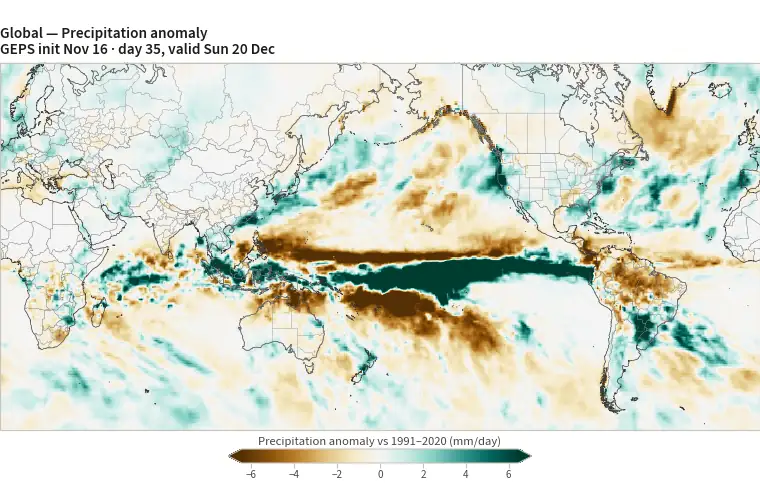 Global — Precipitation anomaly
GEPS init Nov 16 · day 35, valid Sun 20 Dec
Precipitation anomaly vs 1991–2020 (mm/day)
−6 −4 −2 0 2 4 6